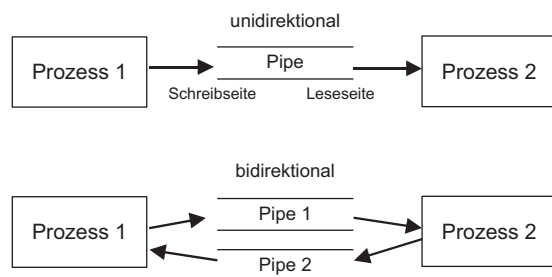 unidirektional
Prozess 1
Pipe
Prozess 2
Schreibseite
Leseseite
bidirektional
Prozess 1
Pipe 1
Prozess 2
Pipe 2